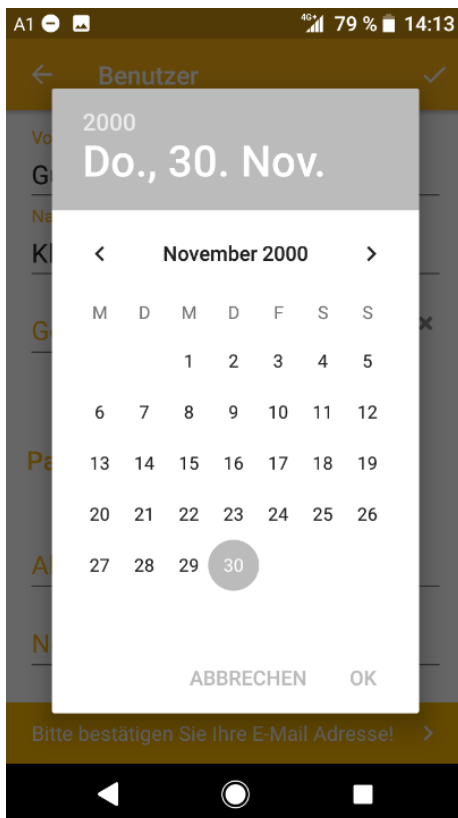 A1 4G+ 79 % 14:13
Benutzer
2000
Do., 30. Nov.
November 2000
M D M D F S S
1 2 3 4 5
6 7 8 9 10 11 12
13 14 15 16 17 18 19
20 21 22 23 24 25 26
27 28 29 30
ABBRECHEN OK
Bitte bestätigen Sie Ihre E-Mail Adresse!